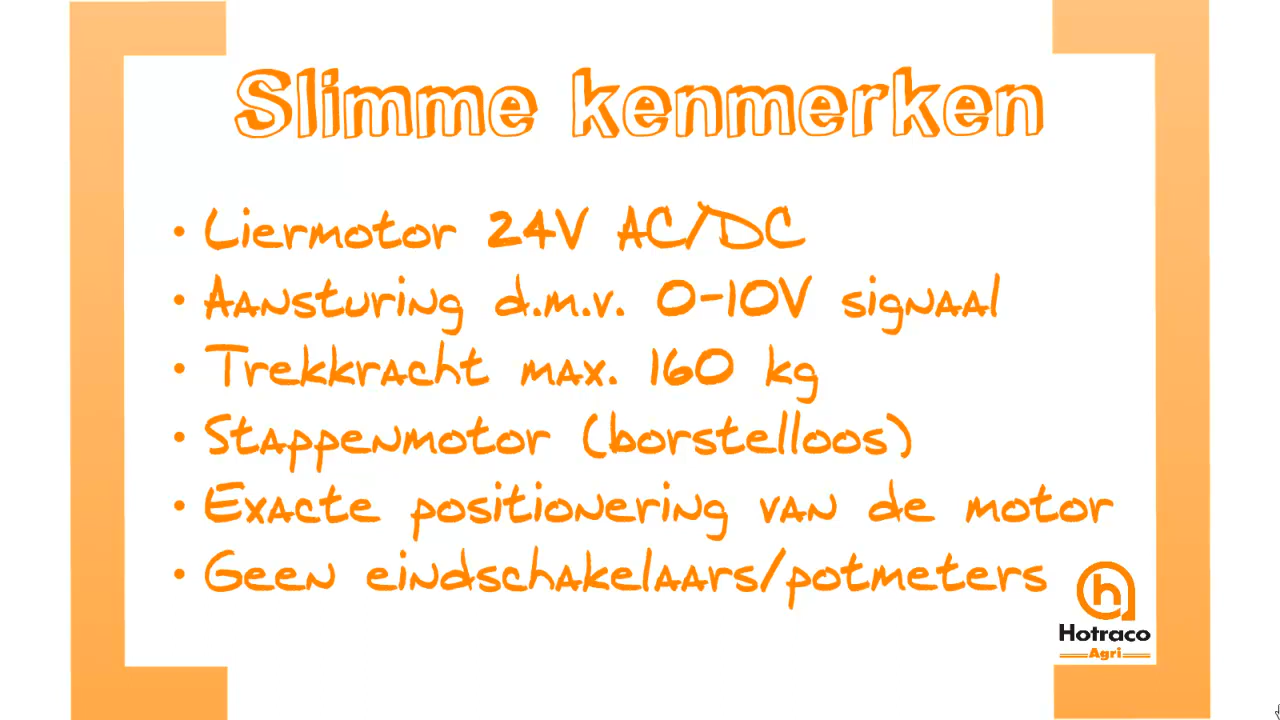 Slimme kenmerken
• Liermotor 24V AC/DC
• Aansturing d.m.v. 0-10V signaal
• Trekkracht max. 160 kg
• Stappenmotor (borstelloos)
• Exacte positionering van de motor
• Geen eindschakelaars/potmeters
h
Hotraco
Agri